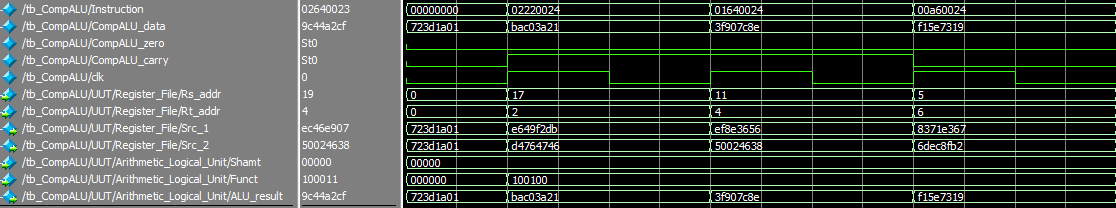 /tb_CompALU/Instruction 02640023 00000000 02220024 01640024 00a60024
/tb_CompALU/CompALU_data 9c44a2cf 723d1a01 bac03a21 3f907c8e f15e7319
/tb_CompALU/CompALU_zero St0
/tb_CompALU/CompALU_carry St0
/tb_CompALU/clk 0
/tb_CompALU/UUT/Register_File/Rs_addr 19 0 17 11 5
/tb_CompALU/UUT/Register_File/Rt_addr 4 0 2 4 6
/tb_CompALU/UUT/Register_File/Src_1 ec46e907 723d1a01 e649f2db ef8e3656 8371e367
/tb_CompALU/UUT/Register_File/Src_2 50024638 723d1a01 d4764746 50024638 6dec8fb2
/tb_CompALU/UUT/Arithmetic_Logical_Unit/Shamt 00000 00000
/tb_CompALU/UUT/Arithmetic_Logical_Unit/Funct 100011 000000 100100
/tb_CompALU/UUT/Arithmetic_Logical_Unit/ALU_result 9c44a2cf 723d1a01 bac03a21 3f907c8e f15e7319